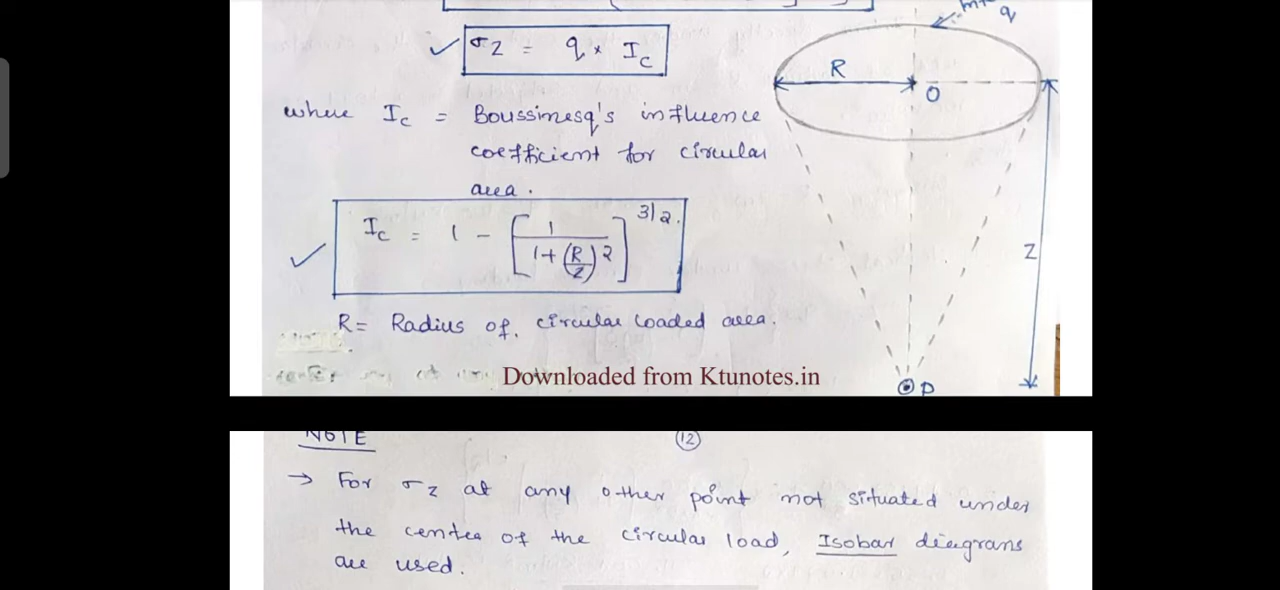 q
σz = q × Ic
R
O
where Ic = Boussinesq's influence
coefficient for circular
area.
Ic = 1 - [1/(1+(R/z)2)]3/2.
Z
R = Radius of. circular loaded area.
Downloaded from Ktunotes.in
P
NOTE
12
→ For σz at any other point not situated under
the centre of the circular load, Isobar diagrans
are used.